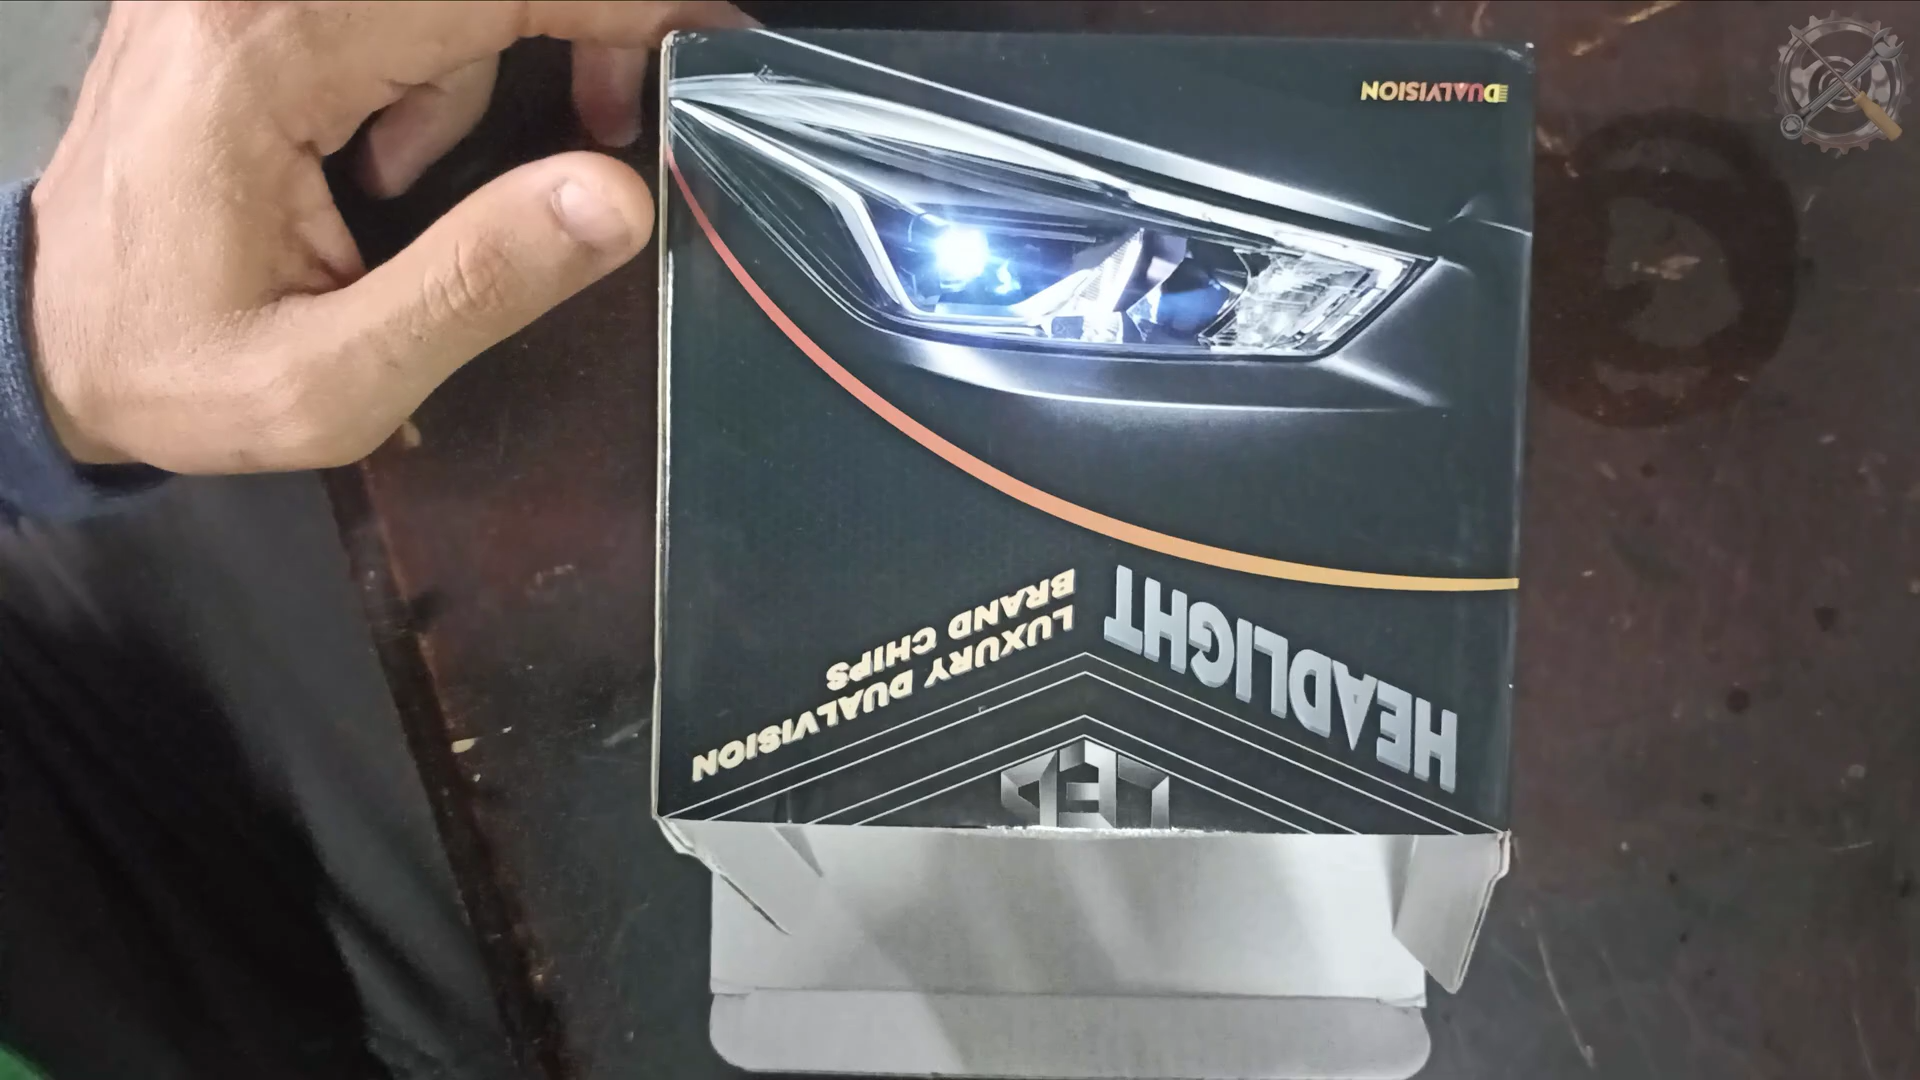 LED
HEADLIGHT
LUXURY DUALVISION
BRAND CHIPS
DUALVISION